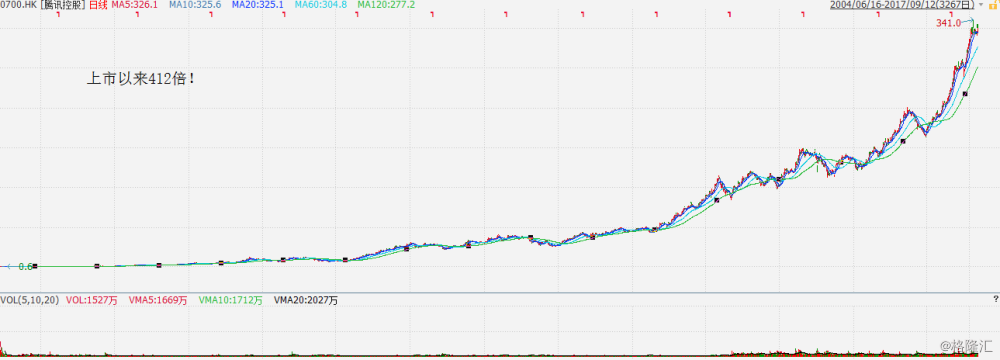 0700.HK [腾讯控股] 日线 MA5:326.1 MA10:325.6 MA20:325.1 MA60:304.8 MA120:277.2 2004/06/16-2017/09/12(3267日)
341.0
上市以来412倍！
0.6
VOL(5,10,20) VOL:1527万 VMA5:1669万 VMA10:1712万 VMA20:2027万 ?
@格隆汇